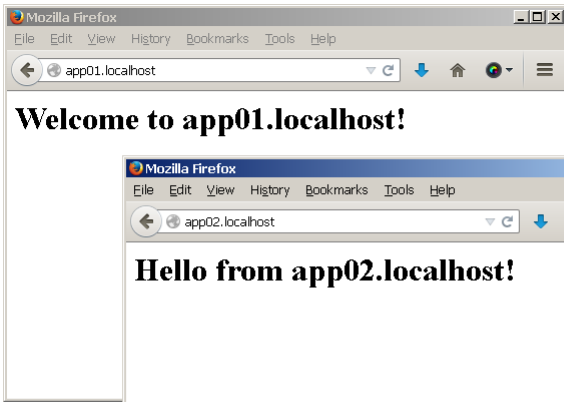 Mozilla Firefox
File Edit View History Bookmarks Tools Help
app01.localhost
Welcome to app01.localhost!
Mozilla Firefox
File Edit View History Bookmarks Tools Help
app02.localhost
Hello from app02.localhost!